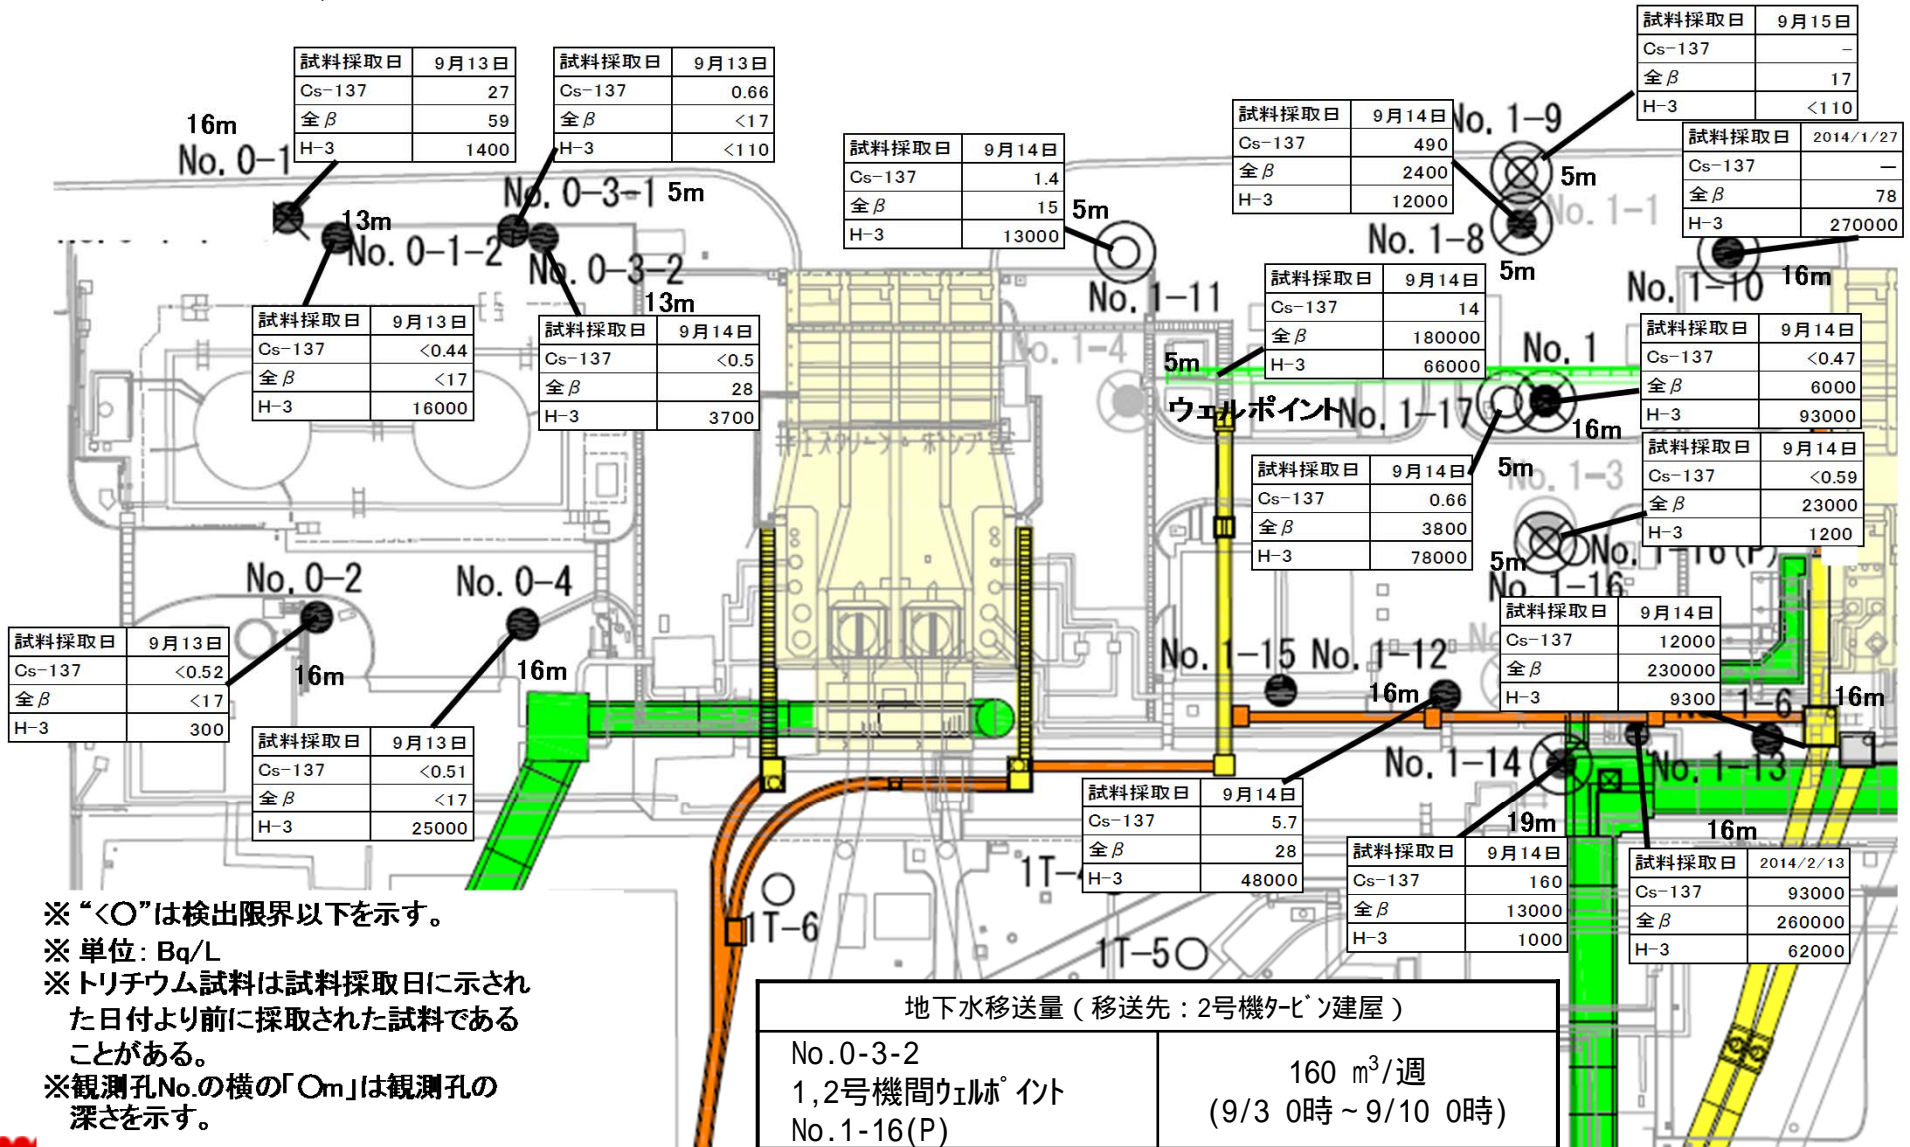 試料採取日 9月15日
Cs-137 -
全β 17
H-3 <110
試料採取日 9月13日
Cs-137 27
全β 59
H-3 1400
試料採取日 9月13日
Cs-137 0.66
全β <17
H-3 <110
16m
No. 0-1
試料採取日 9月14日
Cs-137 1.4
全β 15
H-3 13000
試料採取日 9月14日
Cs-137 490
全β 2400
H-3 12000
No. 1-9
5m
試料採取日 2014/1/27
Cs-137 —
全β 78
H-3 270000
No. 0-3-1 5m
13m
No. 0-1-2
No. 0-3-2
13m
5m
No. 1-11
No. 1-8
5m
No. 1-1
No. 1-10
16m
試料採取日 9月13日
Cs-137 <0.44
全β <17
H-3 16000
試料採取日 9月14日
Cs-137 <0.5
全β 28
H-3 3700
試料採取日 9月14日
Cs-137 14
全β 180000
H-3 66000
No. 1-4
5m
ウェルポイント
No. 1
No. 1-17
16m
試料採取日 9月14日
Cs-137 <0.47
全β 6000
H-3 93000
試料採取日 9月14日
Cs-137 0.66
全β 3800
H-3 78000
5m
No. 1-3
試料採取日 9月14日
Cs-137 <0.59
全β 23000
H-3 1200
No. 1-16(P)
5m
No. 1-16
No. 0-2
No. 0-4
16m
16m
試料採取日 9月13日
Cs-137 <0.52
全β <17
H-3 300
試料採取日 9月13日
Cs-137 <0.51
全β <17
H-3 25000
No. 1-15 No. 1-12
16m
試料採取日 9月14日
Cs-137 12000
全β 230000
H-3 9300
1-6
16m
No. 1-14
19m
No. 1-13
16m
試料採取日 9月14日
Cs-137 5.7
全β 28
H-3 48000
試料採取日 9月14日
Cs-137 160
全β 13000
H-3 1000
試料採取日 2014/2/13
Cs-137 93000
全β 260000
H-3 62000
1T-6
1T-5
※ “<○”は検出限界以下を示す。
※ 単位: Bq/L
※トリチウム試料は試料採取日に示され
た日付より前に採取された試料である
ことがある。
※観測孔No.の横の「○m」は観測孔の
深さを示す。
地下水移送量(移送先:2号機タービン建屋)
No.0-3-2
1,2号機間ウェルポイント
No.1-16(P)
160 m³/週
(9/3 0時~9/10 0時)